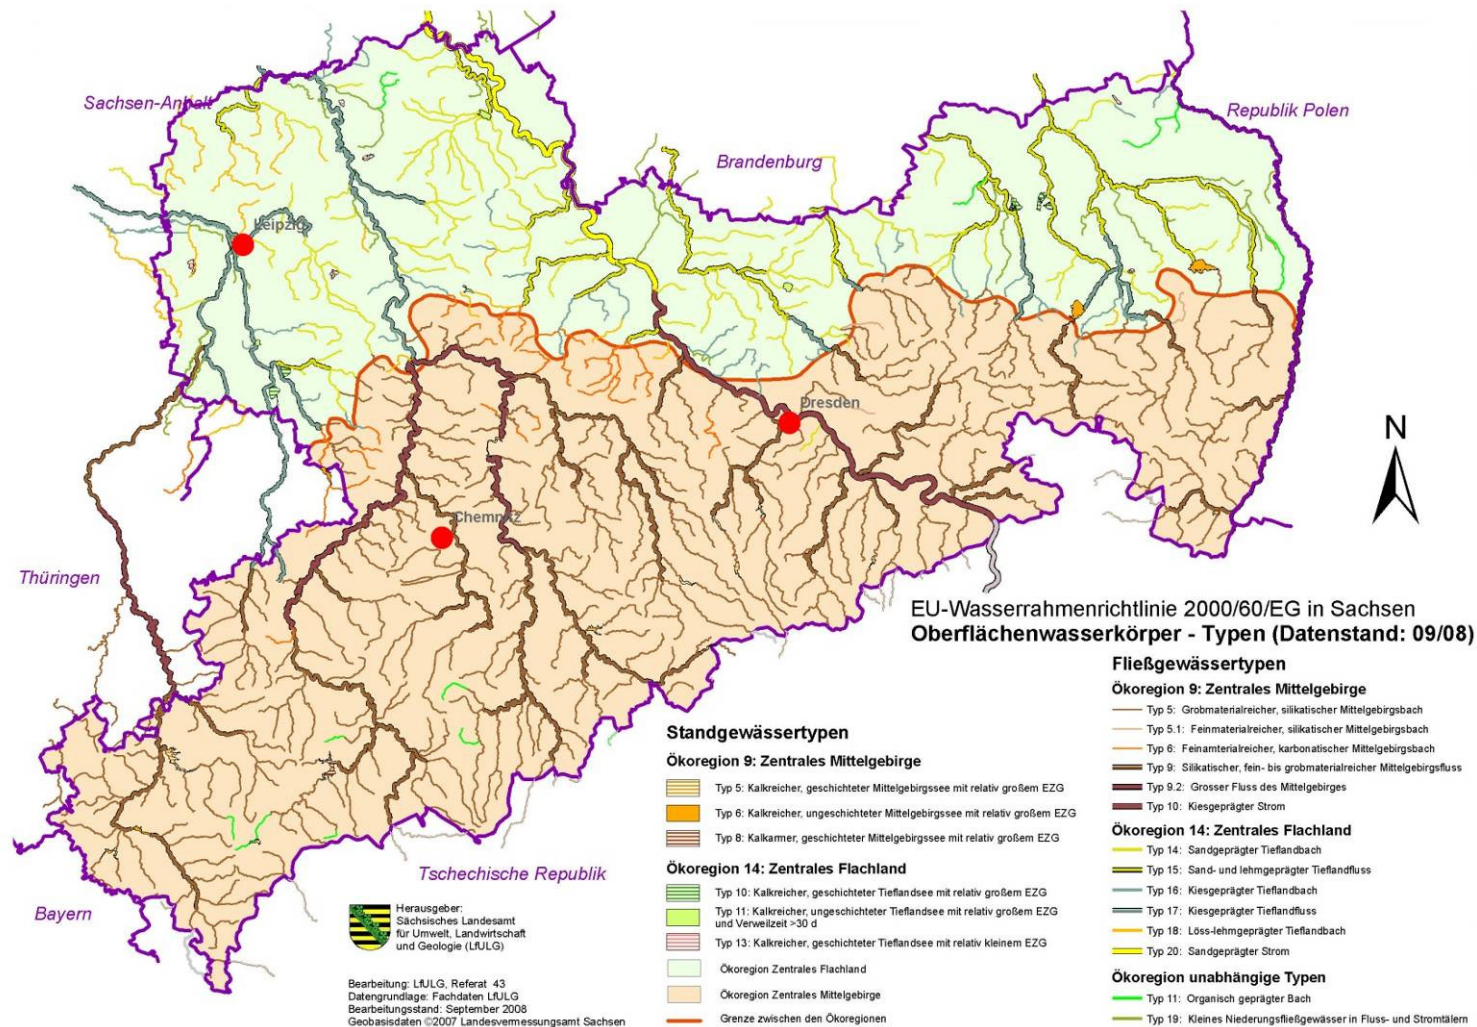 Sachsen-Anhalt
Republik Polen
Brandenburg
Leipzig
Dresden
Chemnitz
N
Thüringen
Tschechische Republik
Bayern
EU-Wasserrahmenrichtlinie 2000/60/EG in Sachsen
Oberflächenwasserkörper - Typen (Datenstand: 09/08)
Standgewässertypen
Ökoregion 9: Zentrales Mittelgebirge
Typ 5: Kalkreicher, geschichteter Mittelgebirgssee mit relativ großem EZG
Typ 6: Kalkreicher, ungeschichteter Mittelgebirgssee mit relativ großem EZG
Typ 8: Kalkarmer, geschichteter Mittelgebirgssee mit relativ großem EZG
Ökoregion 14: Zentrales Flachland
Typ 10: Kalkreicher, geschichteter Tieflandsee mit relativ großem EZG
Typ 11: Kalkreicher, ungeschichteter Tieflandsee mit relativ großem EZG
und Verweilzeit >30 d
Typ 13: Kalkreicher, geschichteter Tieflandsee mit relativ kleinem EZG
Ökoregion Zentrales Flachland
Ökoregion Zentrales Mittelgebirge
Grenze zwischen den Ökoregionen
Fließgewässertypen
Ökoregion 9: Zentrales Mittelgebirge
Typ 5: Grobmaterialreicher, silikatischer Mittelgebirgsbach
Typ 5.1: Feinmaterialreicher, silikatischer Mittelgebirgsbach
Typ 6: Feinamterialreicher, karbonatischer Mittelgebirgsbach
Typ 9: Silikatischer, fein- bis grobmaterialreicher Mittelgebirgsfluss
Typ 9.2: Grosser Fluss des Mittelgebirges
Typ 10: Kiesgeprägter Strom
Ökoregion 14: Zentrales Flachland
Typ 14: Sandgeprägter Tieflandbach
Typ 15: Sand- und lehmgeprägter Tieflandfluss
Typ 16: Kiesgeprägter Tieflandbach
Typ 17: Kiesgeprägter Tieflandfluss
Typ 18: Löss-lehmgeprägter Tieflandbach
Typ 20: Sandgeprägter Strom
Ökoregion unabhängige Typen
Typ 11: Organisch geprägter Bach
Typ 19: Kleines Niederungsfließgewässer in Fluss- und Stromtälern
Herausgeber:
Sächsisches Landesamt
für Umwelt, Landwirtschaft
und Geologie (LfULG)
Bearbeitung: LfULG, Referat 43
Datengrundlage: Fachdaten LfULG
Bearbeitungsstand: September 2008
Geobasisdaten ©2007 Landesvermessungsamt Sachsen